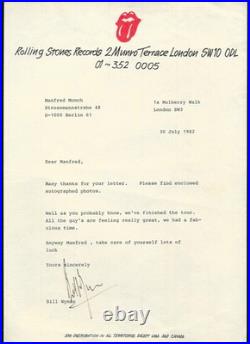 Rolling Stones Records 2 Munro Terrace London SW10 0DL
01-352 0005
Manfred Monch
D-1000 Berlin 61
1a Mulberry Walk
London SW3
30 July 1982
Dear Manfred,
Many thanks for your letter. Please find enclosed
autographed photos.
Well as you probably know, we've finished the tour.
All the guy's are feeling really great, we had a fab-
ulous time.
Anyway Manfred , take care of yourself lots of
luck
Yours sincerely
Bill Wyman
EMI DISTRIBUTION IN ALL TERRITORIES EXCEPT USA AND CANADA.